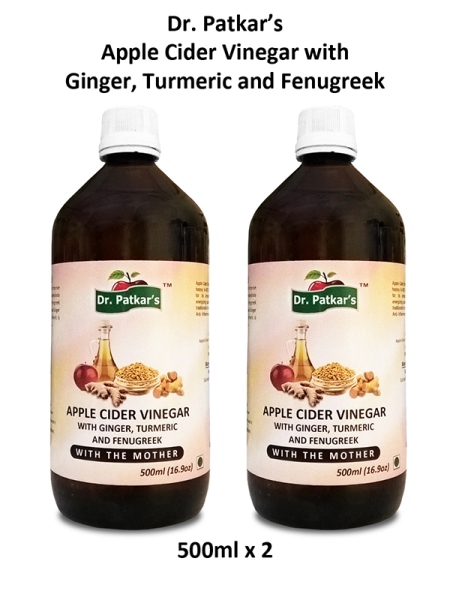 Dr. Patkar's
Apple Cider Vinegar with
Ginger, Turmeric and Fenugreek
Dr. Patkar's TM
APPLE CIDER VINEGAR
WITH GINGER, TURMERIC
AND FENUGREEK
WITH THE MOTHER
500ml (16.9oz)
Dr. Patkar's TM
APPLE CIDER VINEGAR
WITH GINGER, TURMERIC
AND FENUGREEK
WITH THE MOTHER
500ml (16.9oz)
500ml x 2